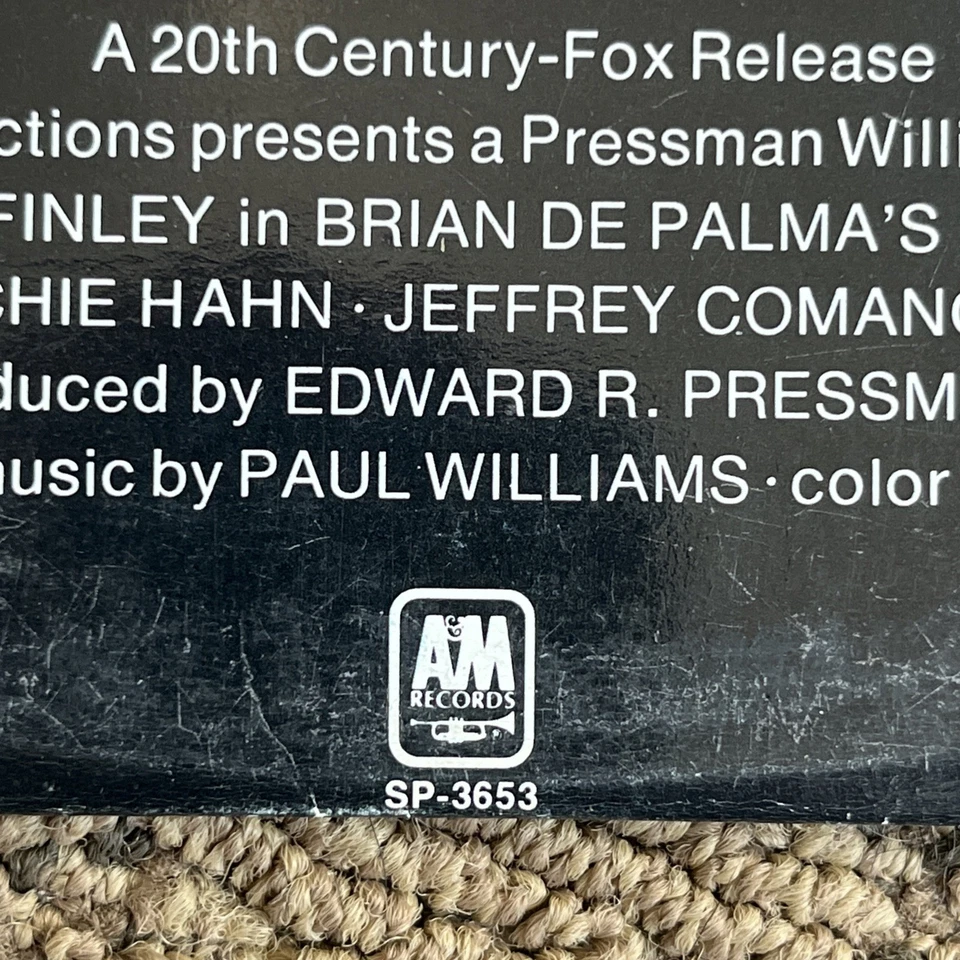 A 20th Century-Fox Release
ctions presents a Pressman Willi
FINLEY in BRIAN DE PALMA'S
CHIE HAHN · JEFFREY COMANO
duced by EDWARD R. PRESSM
music by PAUL WILLIAMS · color
A&M
RECORDS
SP-3653